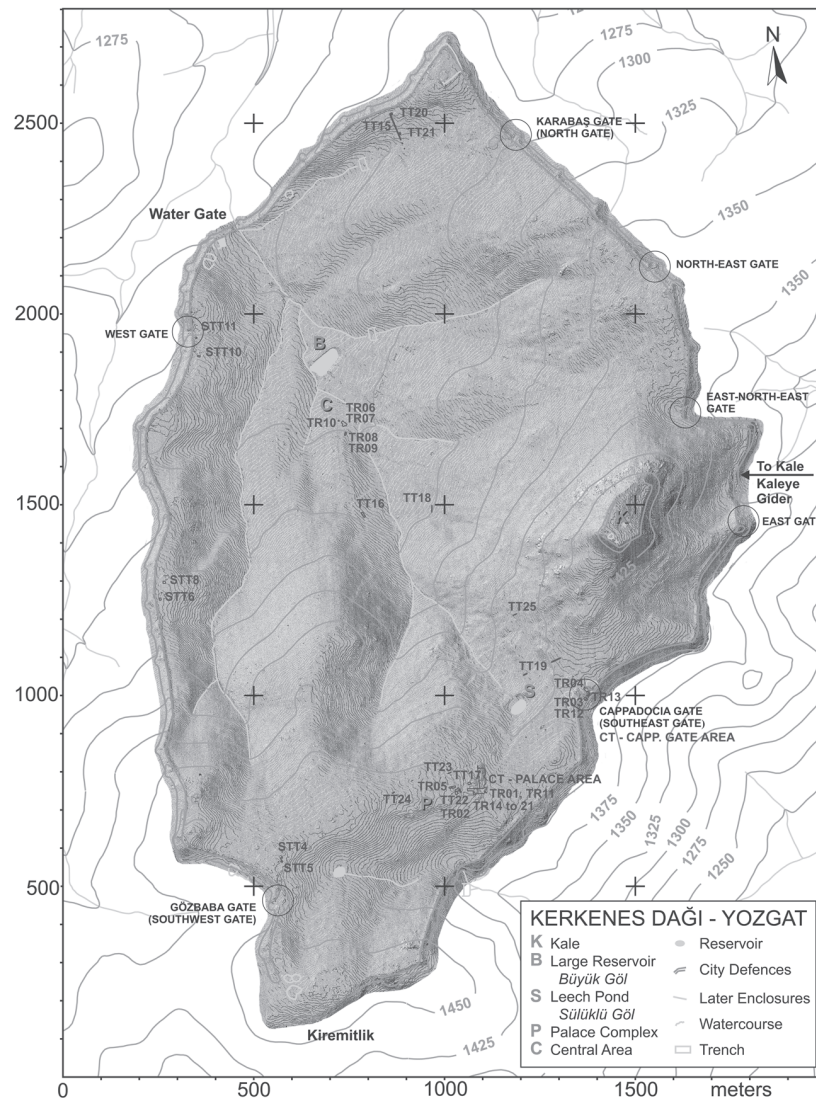 1275
1275
1300
1325
N
2500
TT20
TT15
TT21
KARABAŞ GATE
(NORTH GATE)
1350
Water Gate
NORTH-EAST GATE
1350
2000
WEST GATE
STT11
STT10
B
C
TR06
TR07
TR10
TR08
TR09
EAST-NORTH-EAST
GATE
To Kale
Kaleye
Gider
1500
TT16
TT18
EAST GAT
STT8
STT6
TT25
TT19
1000
S
TR04
TR13
TR03
TR12
CAPPADOCIA GATE
(SOUTHEAST GATE)
CT - CAPP. GATE AREA
TT23
TT17
CT - PALACE AREA
TR05
TR01, TR11
TT24
P
TT22
TR14 to 21
TR02
1375
1350
1325
1300
1275
1250
STT4
STT5
500
GÖZBABA GATE
(SOUTHWEST GATE)
1450
1425
Kiremitlik
KERKENES DAĞI - YOZGAT
K Kale
B Large Reservoir
Büyük Göl
S Leech Pond
Sülüklü Göl
P Palace Complex
C Central Area
Reservoir
City Defences
Later Enclosures
Watercourse
Trench
0 500 1000 1500 meters